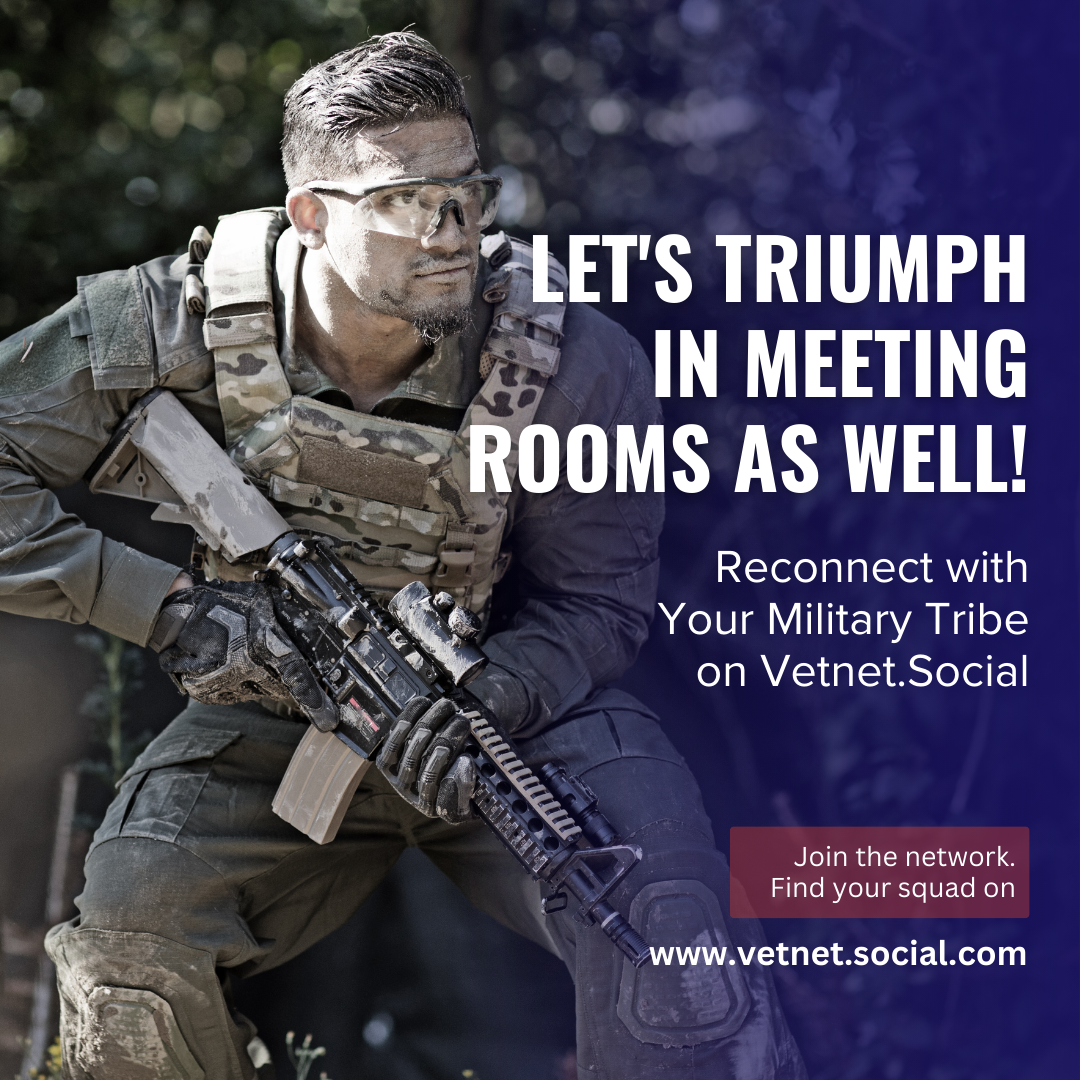 LET'S TRIUMPH
IN MEETING
ROOMS AS WELL!
Reconnect with
Your Military Tribe
on Vetnet.Social
Join the network.
Find your squad on
www.vetnet.social.com